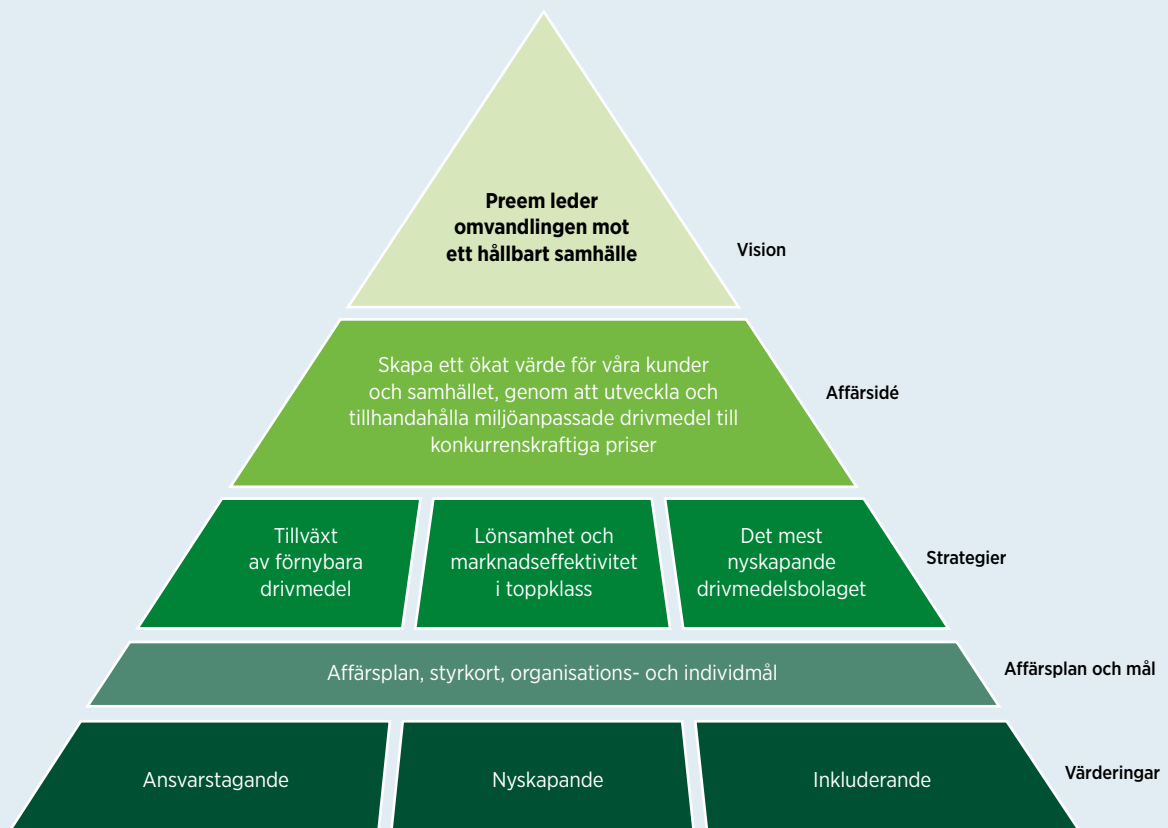 Preem leder
omvandlingen mot
ett hållbart samhälle
Vision
Skapa ett ökat värde för våra kunder
och samhället, genom att utveckla och
tillhandahålla miljöanpassade drivmedel till
konkurrenskraftiga priser
Affärsidé
Tillväxt
av förnybara
drivmedel
Lönsamhet och
marknadseffektivitet
i toppklass
Det mest
nyskapande
drivmedelsbolaget
Strategier
Affärsplan, styrkort, organisations- och individmål
Affärsplan och mål
Ansvarstagande
Nyskapande
Inkluderande
Värderingar